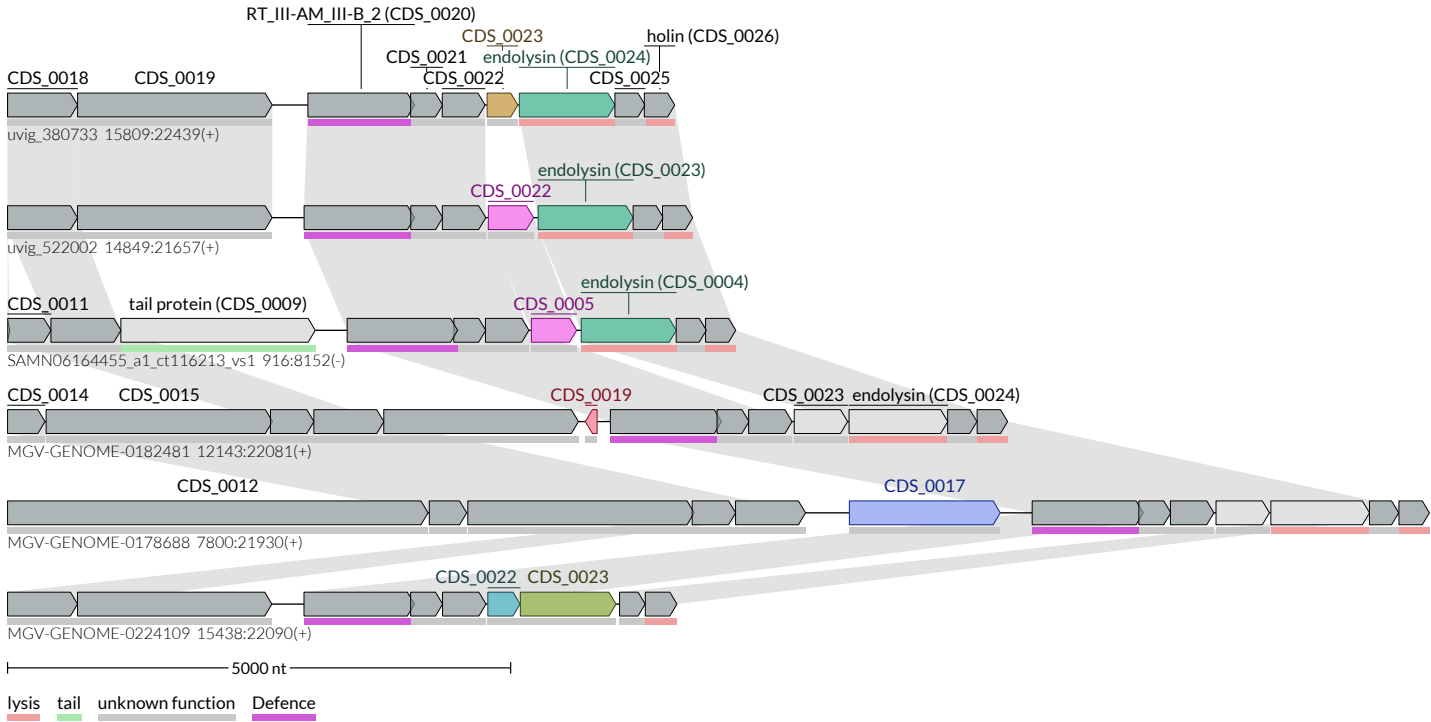 RT_III-AM_III-B_2 (CDS_0020)
CDS_0023
holin (CDS_0026)
CDS_0021
endolysin (CDS_0024)
CDS_0018
CDS_0019
CDS_0022
CDS_0025
uvig_380733 15809:22439(+)
endolysin (CDS_0023)
CDS_0022
uvig_522002 14849:21657(+)
endolysin (CDS_0004)
CDS_0011
tail protein (CDS_0009)
CDS_0005
SAMN06164455_a1_ct116213_vs1 916:8152(-)
CDS_0014
CDS_0015
CDS_0019
CDS_0023
endolysin (CDS_0024)
MGV-GENOME-0182481 12143:22081(+)
CDS_0012
CDS_0017
MGV-GENOME-0178688 7800:21930(+)
CDS_0022
CDS_0023
MGV-GENOME-0224109 15438:22090(+)
5000 nt
lysis
tail
unknown function
Defence